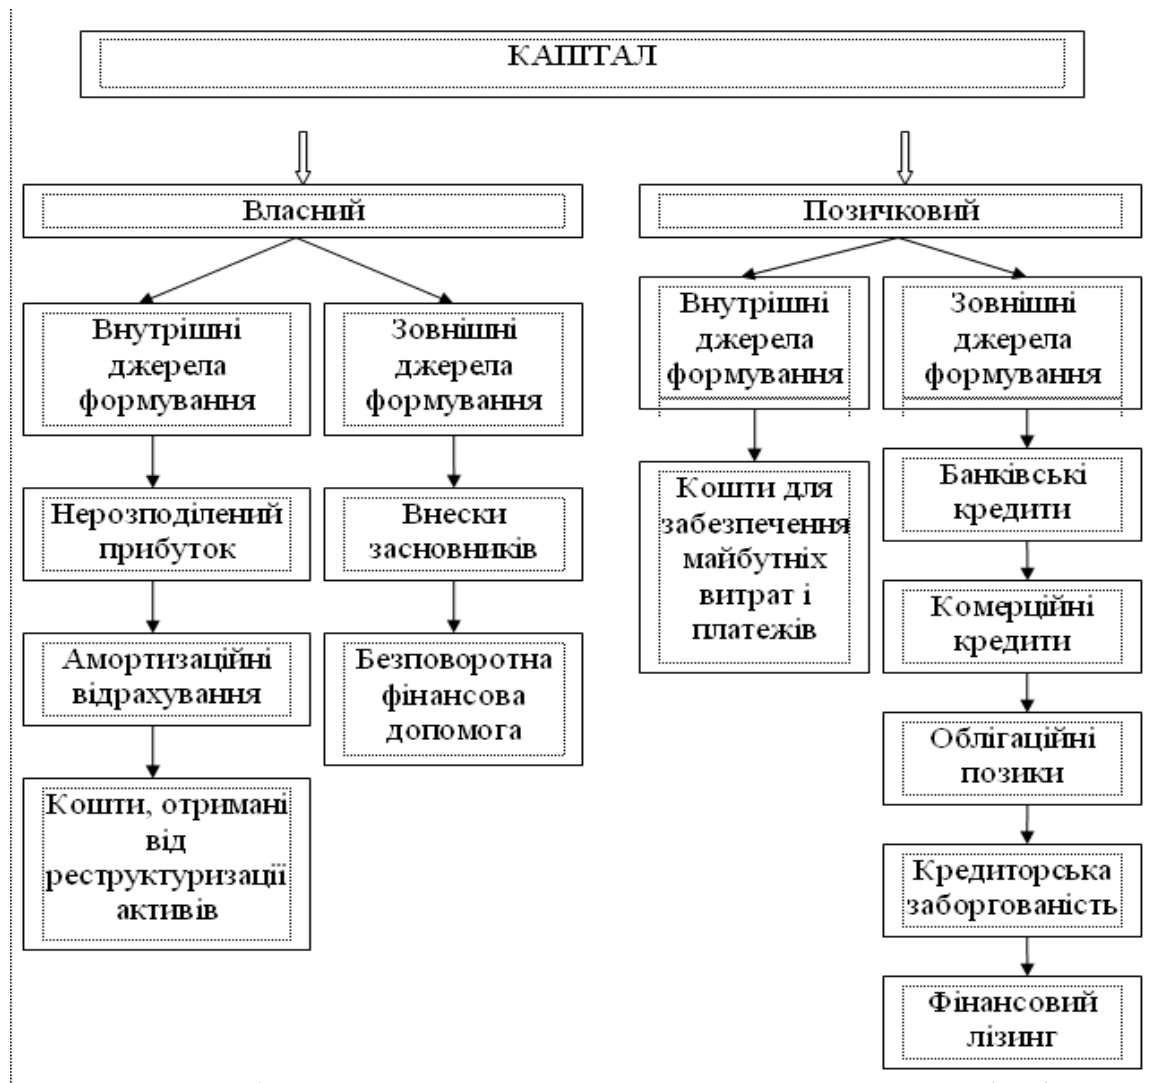 КАПІТАЛ
Власний
Позичковий
Внутрішні
джерела
формування
Зовнішні
джерела
формування
Внутрішні
джерела
формування
Зовнішні
джерела
формування
Нерозподілений
прибуток
Внески
засновників
Кошти для
забезпечення
майбутніх
витрат і
платежів
Банківські
кредити
Комерційні
кредити
Амортизаційні
відрахування
Безповоротна
фінансова
допомога
Облігаційні
позики
Кошти, отримані
від
реструктуризації
активів
Кредиторська
заборгованість
Фінансовий
лізинг